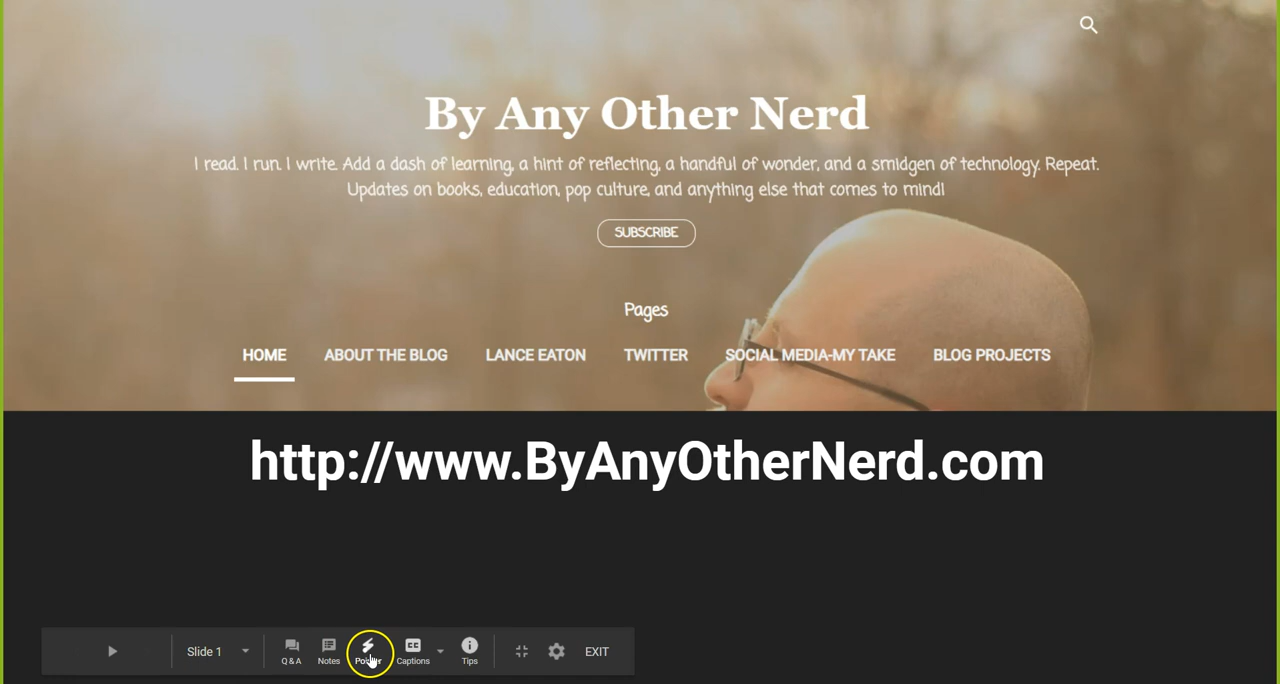 By Any Other Nerd
I read. I run. I write. Add a dash of learning, a hint of reflecting, a handful of wonder, and a smidgen of technology. Repeat.
Updates on books, education, pop culture, and anything else that comes to mind!
SUBSCRIBE
Pages
HOME ABOUT THE BLOG LANCE EATON TWITTER SOCIAL MEDIA-MY TAKE BLOG PROJECTS
http://www.ByAnyOtherNerd.com
Slide 1 Q & A Notes CC Captions Tips EXIT